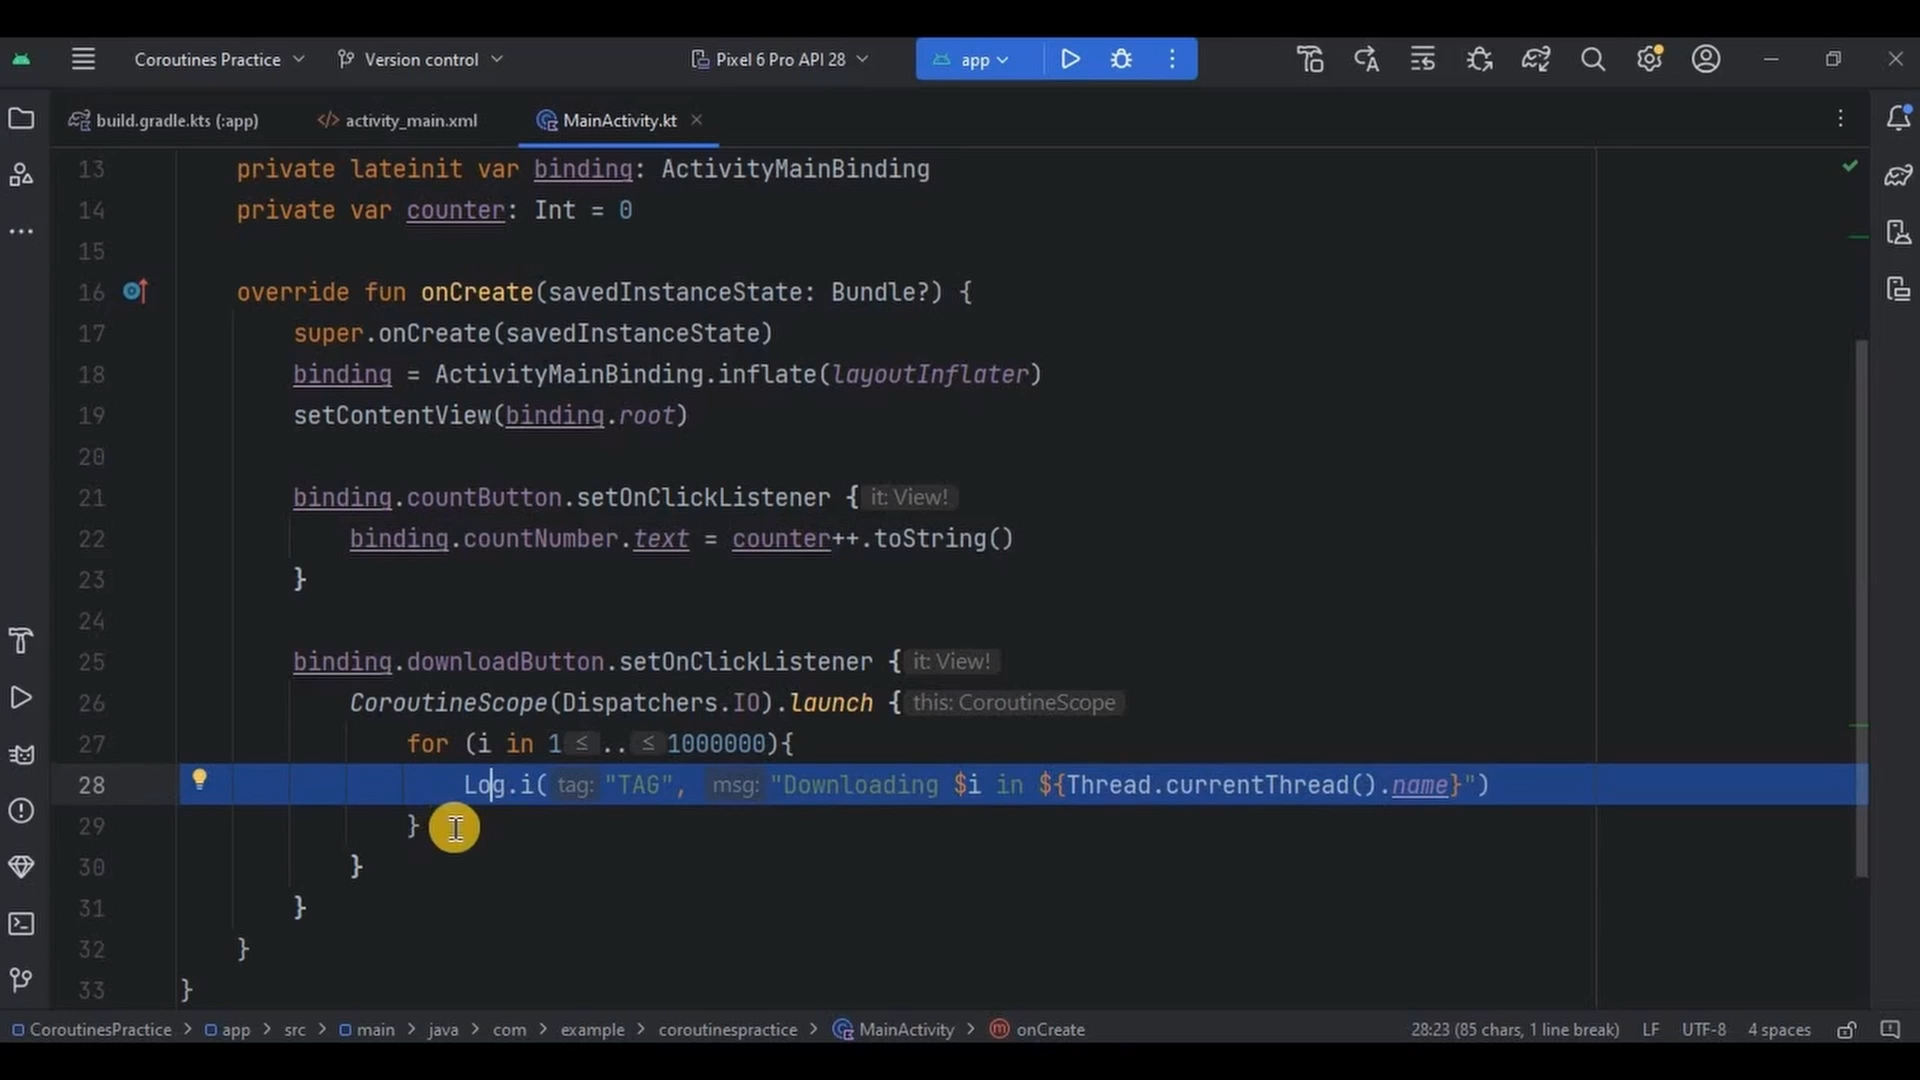 Coroutines Practice
Version control
Pixel 6 Pro API 28
app
build.gradle.kts (:app)
activity_main.xml
MainActivity.kt
13 private lateinit var binding: ActivityMainBinding
14 private var counter: Int = 0
15
16 override fun onCreate(savedInstanceState: Bundle?) {
17 super.onCreate(savedInstanceState)
18 binding = ActivityMainBinding.inflate(layoutInflater)
19 setContentView(binding.root)
20
21 binding.countButton.setOnClickListener { it: View!
22 binding.countNumber.text = counter++.toString()
23 }
24
25 binding.downloadButton.setOnClickListener { it: View!
26 CoroutineScope(Dispatchers.IO).launch { this: CoroutineScope
27 for (i in 1 ≤ .. ≤ 1000000){
28 Log.i( tag: "TAG", msg: "Downloading $i in ${Thread.currentThread().name}")
29 }
30 }
31 }
32 }
33 }
CoroutinesPractice > app > src > main > java > com > example > coroutinespractice > MainActivity > onCreate
28:23 (85 chars, 1 line break) LF UTF-8 4 spaces